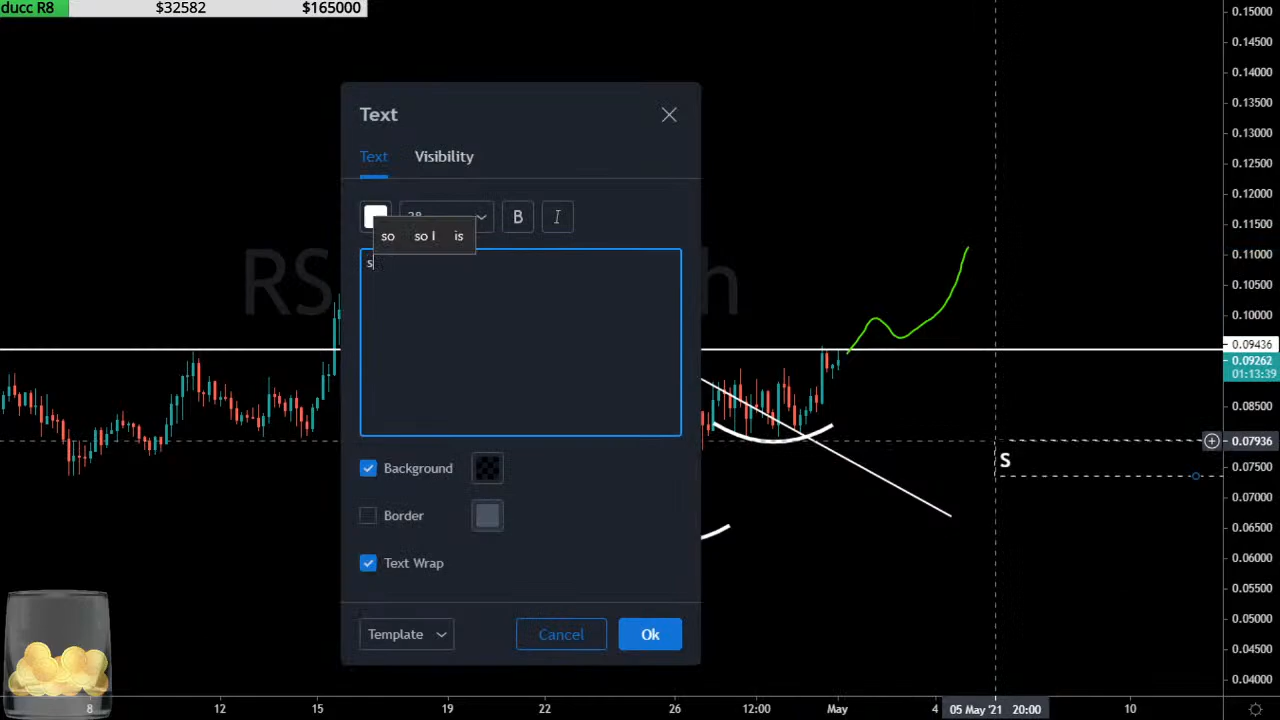 ducc R8 $32582 $165000
0.15000
0.14500
0.14000
0.13500
0.13000
0.12500
0.12000
0.11500
0.11000
0.10500
0.10000
0.09436
0.09262
01:13:39
0.08500
0.07936
0.07500
0.07000
0.06500
0.06000
0.05500
0.05000
0.04500
0.04000
Text
Text Visibility
28 B I
so so I is
s
RS h
S
Background
Border
Text Wrap
Template Cancel Ok
8 12 15 19 22 26 12:00 May 4 05 May '21 20:00 10